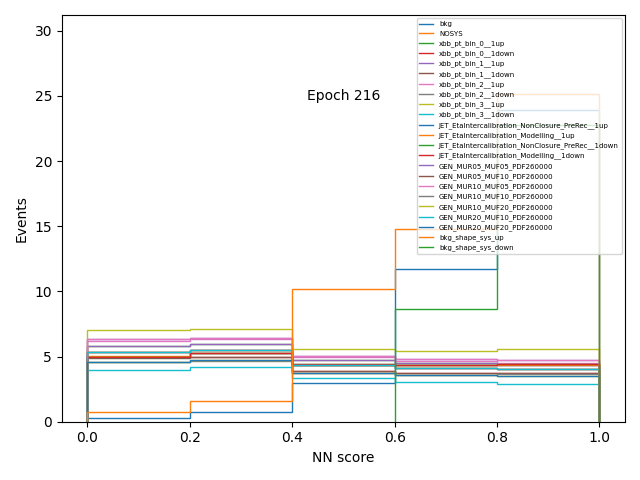 bkg
NOSYS
xbb_pt_bin_0__1up
xbb_pt_bin_0__1down
xbb_pt_bin_1__1up
xbb_pt_bin_1__1down
xbb_pt_bin_2__1up
xbb_pt_bin_2__1down
xbb_pt_bin_3__1up
xbb_pt_bin_3__1down
JET_EtaIntercalibration_NonClosure_PreRec__1up
JET_EtaIntercalibration_Modelling__1up
JET_EtaIntercalibration_NonClosure_PreRec__1down
JET_EtaIntercalibration_Modelling__1down
GEN_MUR05_MUF05_PDF260000
GEN_MUR05_MUF10_PDF260000
GEN_MUR10_MUF05_PDF260000
GEN_MUR10_MUF10_PDF260000
GEN_MUR10_MUF20_PDF260000
GEN_MUR20_MUF10_PDF260000
GEN_MUR20_MUF20_PDF260000
bkg_shape_sys_up
bkg_shape_sys_down
Epoch 216
30
25
20
15
10
5
0
Events
0.0 0.2 0.4 0.6 0.8 1.0
NN score